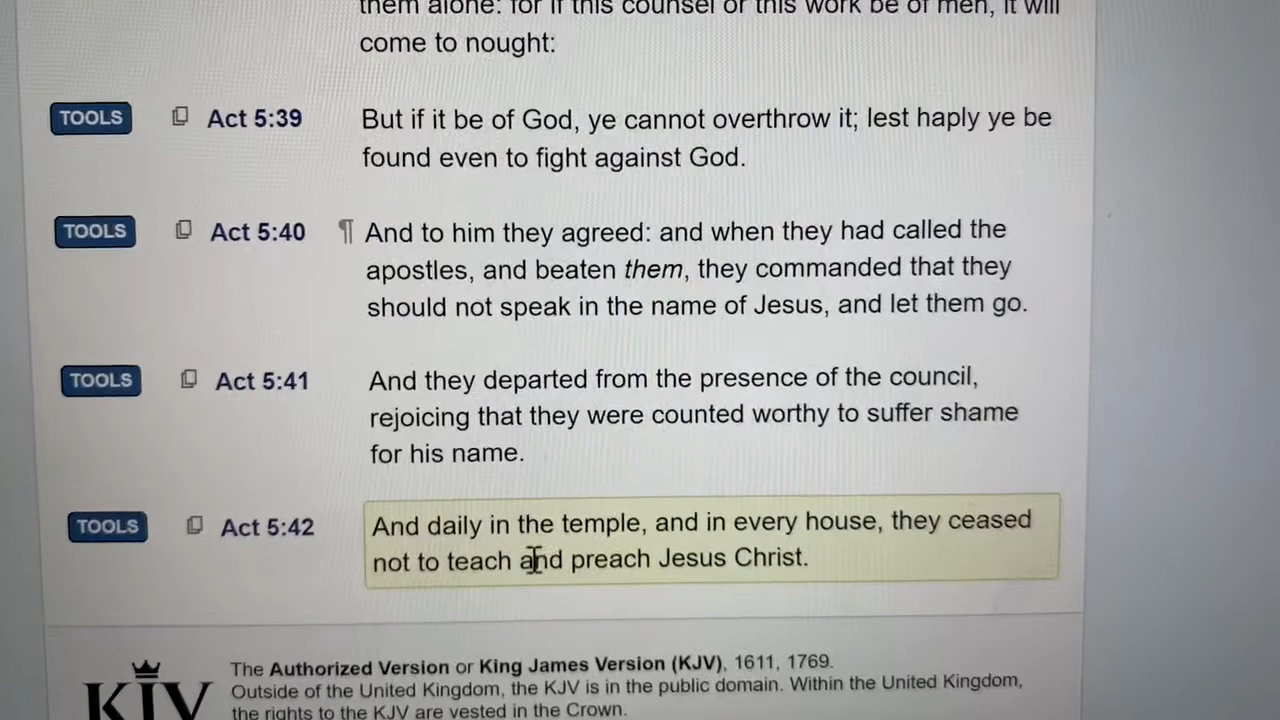 them alone: for if this counsel or this work be of men, it will
come to nought:
TOOLS Act 5:39 But if it be of God, ye cannot overthrow it; lest haply ye be
found even to fight against God.
TOOLS Act 5:40 ¶ And to him they agreed: and when they had called the
apostles, and beaten them, they commanded that they
should not speak in the name of Jesus, and let them go.
TOOLS Act 5:41 And they departed from the presence of the council,
rejoicing that they were counted worthy to suffer shame
for his name.
TOOLS Act 5:42 And daily in the temple, and in every house, they ceased
not to teach and preach Jesus Christ.
KJV
The Authorized Version or King James Version (KJV), 1611, 1769.
Outside of the United Kingdom, the KJV is in the public domain. Within the United Kingdom,
the rights to the KJV are vested in the Crown.